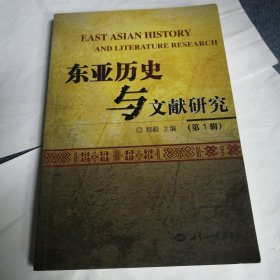 EAST ASIAN HISTORY
AND LITERATURE RESEARCH
东亚历史
与文献研究
◎ 郑毅 主编 (第1辑)